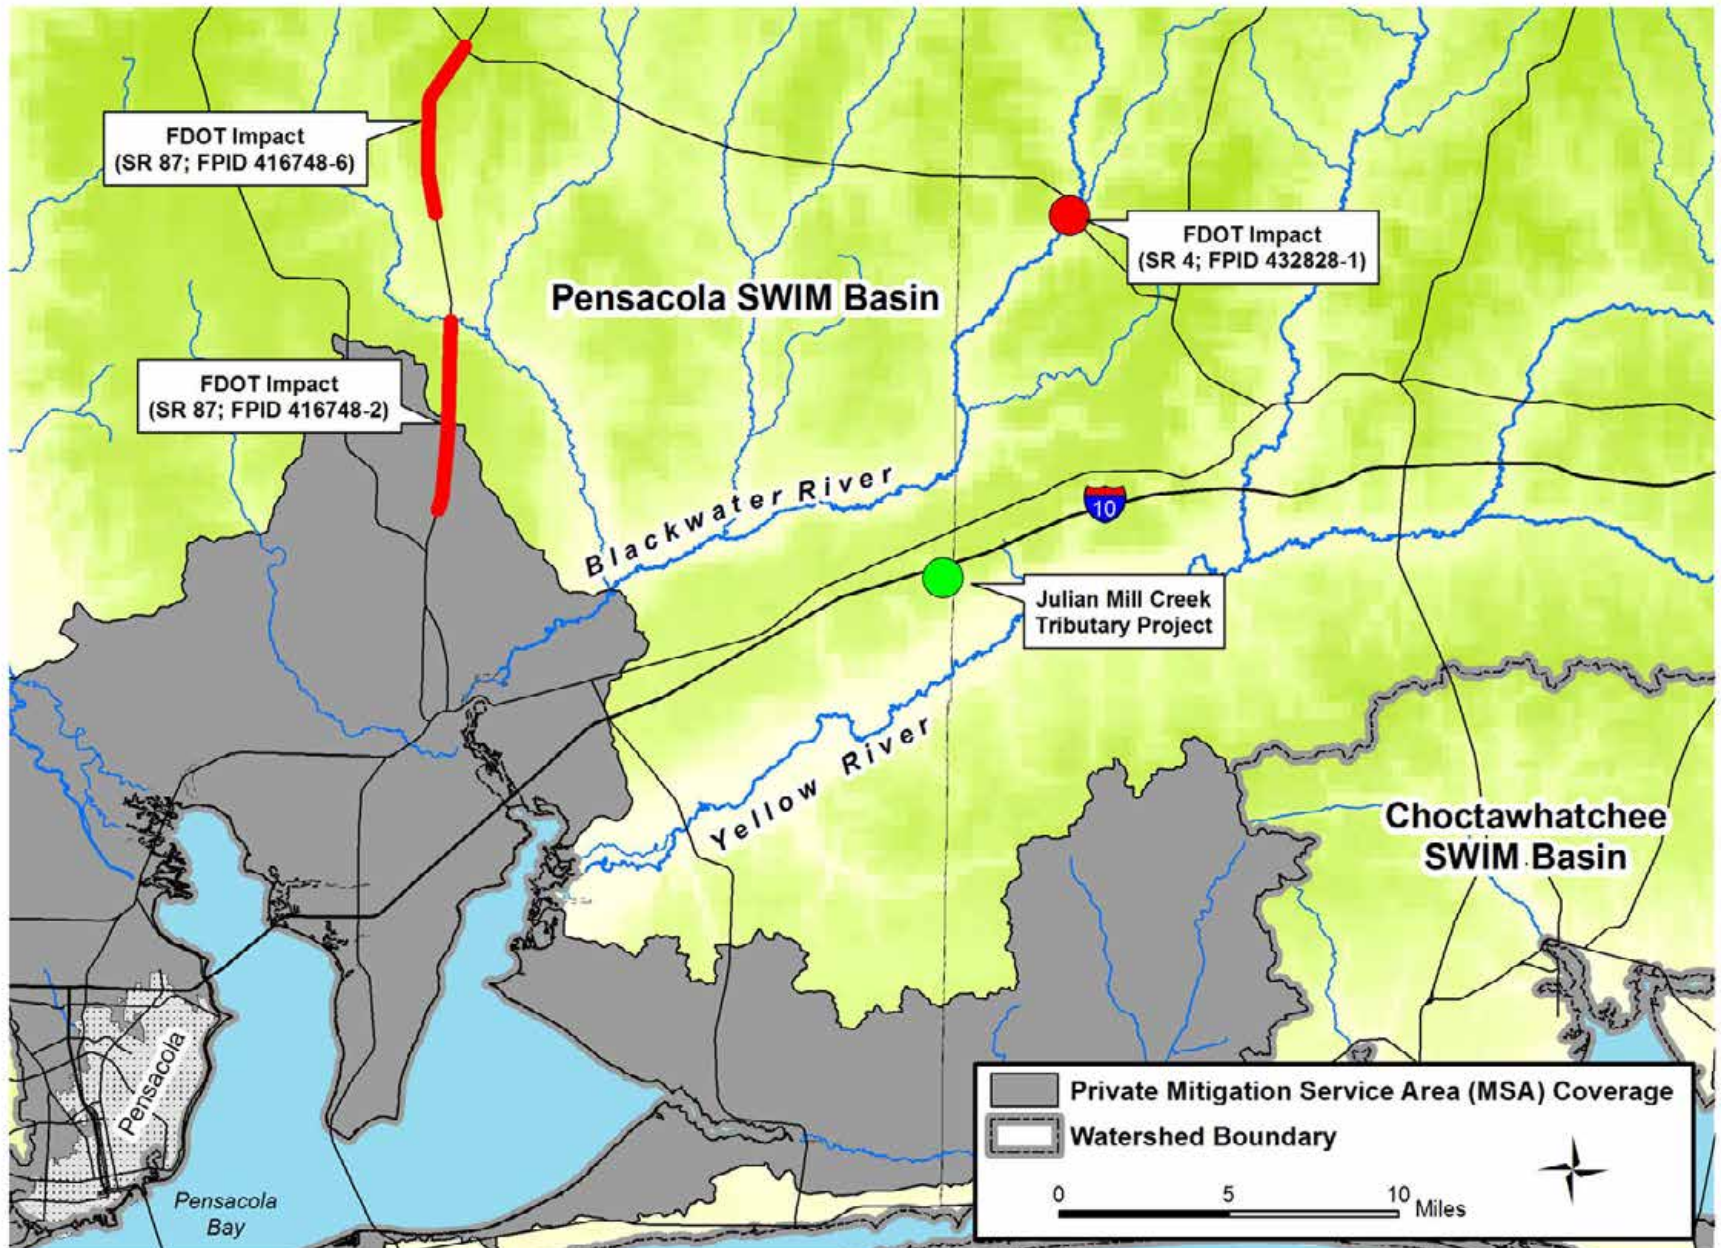 FDOT Impact
(SR 87; FPID 416748-6)
FDOT Impact
(SR 4; FPID 432828-1)
Pensacola SWIM Basin
FDOT Impact
(SR 87; FPID 416748-2)
Blackwater River
10
Julian Mill Creek
Tributary Project
Yellow River
Choctawhatchee
SWIM Basin
Pensacola
Pensacola
Bay
Private Mitigation Service Area (MSA) Coverage
Watershed Boundary
0 5 10 Miles